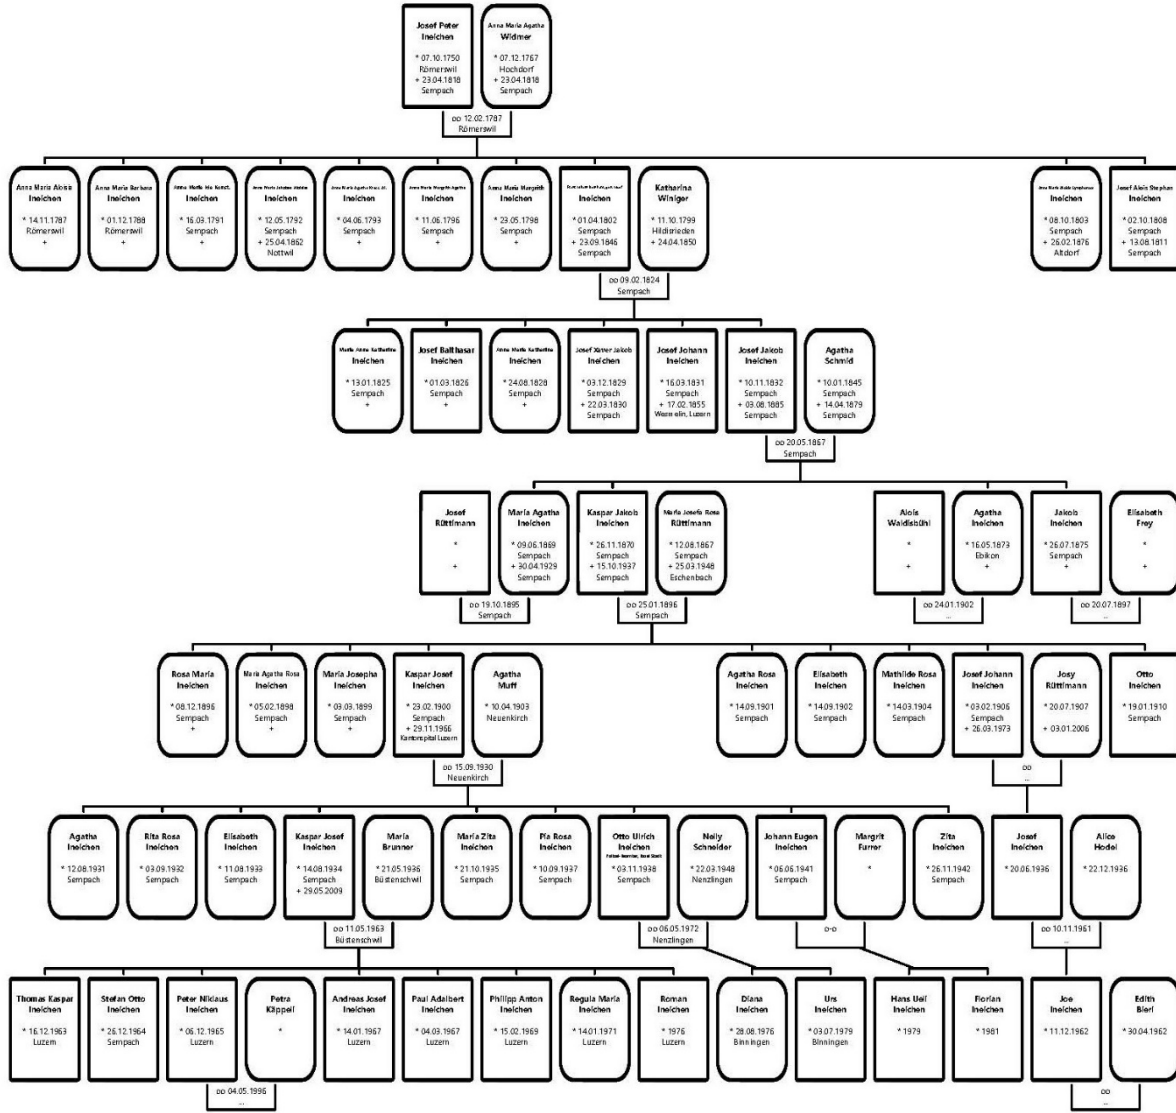 Josef Peter
Ineichen
* 07.10.1750
Römerswil
+ 23.04.1818
Sempach
Anna Maria Agatha
Widmer
* 07.12.1767
Hochdorf
+ 23.04.1818
Sempach
oo 12.02.1787
Römerswil
Anna Maria Aloisia
Ineichen
* 14.11.1787
Römerswil
+
Anna Maria Barbara
Ineichen
* 01.12.1788
Römerswil
+
Anna Maria
Ineichen
* 16.03.1791
Sempach
+
Anna Maria
Ineichen
* 12.05.1792
Sempach
+ 25.04.1862
Nottwil
Anna Maria Agatha
Ineichen
* 04.06.1793
Sempach
+
Anna Maria Margrith Agatha
Ineichen
* 11.06.1796
Sempach
+
Anna Maria Margrith
Ineichen
* 23.05.1798
Sempach
+
Ineichen
* 01.04.1802
Sempach
+ 23.09.1846
Sempach
Katharina
Winiger
* 11.10.1799
Hildisrieden
+ 24.04.1850
Ineichen
* 08.10.1803
Sempach
+ 26.02.1876
Altdorf
Josef Alois Stephan
Ineichen
* 02.10.1808
Sempach
+ 13.08.1811
Sempach
oo 09.02.1824
Sempach
Maria Anna Katharina
Ineichen
* 13.01.1825
Sempach
+
Josef Balthasar
Ineichen
* 01.03.1826
Sempach
+
Anna Maria Katharina
Ineichen
* 24.08.1828
Sempach
+
Josef Xaver Jakob
Ineichen
* 03.12.1829
Sempach
+ 22.03.1830
Sempach
Josef Johann
Ineichen
* 16.03.1831
Sempach
+ 17.02.1855
Luzern
Josef Jakob
Ineichen
* 10.11.1832
Sempach
+ 03.08.1885
Sempach
Agatha
Schmid
* 10.01.1845
Sempach
+ 14.04.1879
Sempach
oo 20.05.1867
Sempach
Josef
Rüttimann
*
+
Maria Agatha
Ineichen
* 09.06.1869
Sempach
+ 30.04.1929
Sempach
Kaspar Jakob
Ineichen
* 26.11.1870
Sempach
+ 15.10.1937
Sempach
Maria Josefa Rosa
Rüttimann
* 12.08.1867
Sempach
+ 25.03.1948
Eschenbach
Alois
Waldisbühl
*
+
Agatha
Ineichen
* 16.05.1873
Ebikon
+
Jakob
Ineichen
* 26.07.1875
Sempach
+
Elisabeth
Frey
*
+
oo 19.10.1895
Sempach
oo 25.01.1896
Sempach
oo 24.01.1902
...
oo 20.07.1897
...
Rosa Maria
Ineichen
* 08.12.1896
Sempach
+
Maria Agatha Rosa
Ineichen
* 05.02.1898
Sempach
+
Maria Josepha
Ineichen
* 03.03.1899
Sempach
+
Kaspar Josef
Ineichen
* 23.02.1900
Sempach
+ 29.11.1966
Kantonspital Luzern
Agatha
Muff
* 10.04.1903
Neuenkirch
Agatha Rosa
Ineichen
* 14.09.1901
Sempach
Elisabeth
Ineichen
* 14.09.1902
Sempach
Mathilde Rosa
Ineichen
* 14.03.1904
Sempach
Josef Johann
Ineichen
* 03.02.1906
Sempach
+ 26.03.1973
Josy
Rüttimann
* 20.07.1907
+ 03.01.2006
Otto
Ineichen
* 19.01.1910
Sempach
oo 15.09.1930
Neuenkirch
oo
...
Agatha
Ineichen
* 12.08.1931
Sempach
Rita Rosa
Ineichen
* 03.09.1932
Sempach
Elisabeth
Ineichen
* 11.08.1933
Sempach
Kaspar Josef
Ineichen
* 14.08.1934
Sempach
+ 29.05.2009
Maria
Brunner
* 21.05.1936
Büstenschwil
Maria Zita
Ineichen
* 21.10.1935
Sempach
Pia Rosa
Ineichen
* 10.09.1937
Sempach
Otto Ulrich
Ineichen
* 03.11.1938
Sempach
Nelly
Schneider
* 22.03.1948
Nenzlingen
Johann Eugen
Ineichen
* 06.06.1941
Sempach
Margrit
Furrer
*
Zita
Ineichen
* 26.11.1942
Sempach
Josef
Ineichen
* 20.06.1936
Alice
Hodel
* 22.12.1936
oo 11.05.1963
Büstenschwil
oo 06.05.1972
Nenzlingen
o-o
oo 10.11.1961
...
Thomas Kaspar
Ineichen
* 16.12.1963
Luzern
Stefan Otto
Ineichen
* 26.12.1964
Sempach
Peter Niklaus
Ineichen
* 06.12.1965
Luzern
Petra
Käppeli
*
Andreas Josef
Ineichen
* 14.01.1967
Luzern
Paul Adalbert
Ineichen
* 04.03.1967
Luzern
Philipp Anton
Ineichen
* 15.02.1969
Luzern
Regula Maria
Ineichen
* 14.01.1971
Luzern
Roman
Ineichen
* 1976
Luzern
Diana
Ineichen
* 28.08.1976
Binningen
Urs
Ineichen
* 03.07.1979
Binningen
Hans Ueli
Ineichen
* 1979
Florian
Ineichen
* 1981
Joe
Ineichen
* 11.12.1962
Edith
Bieri
* 30.04.1962
oo 04.05.1996
...
oo
...